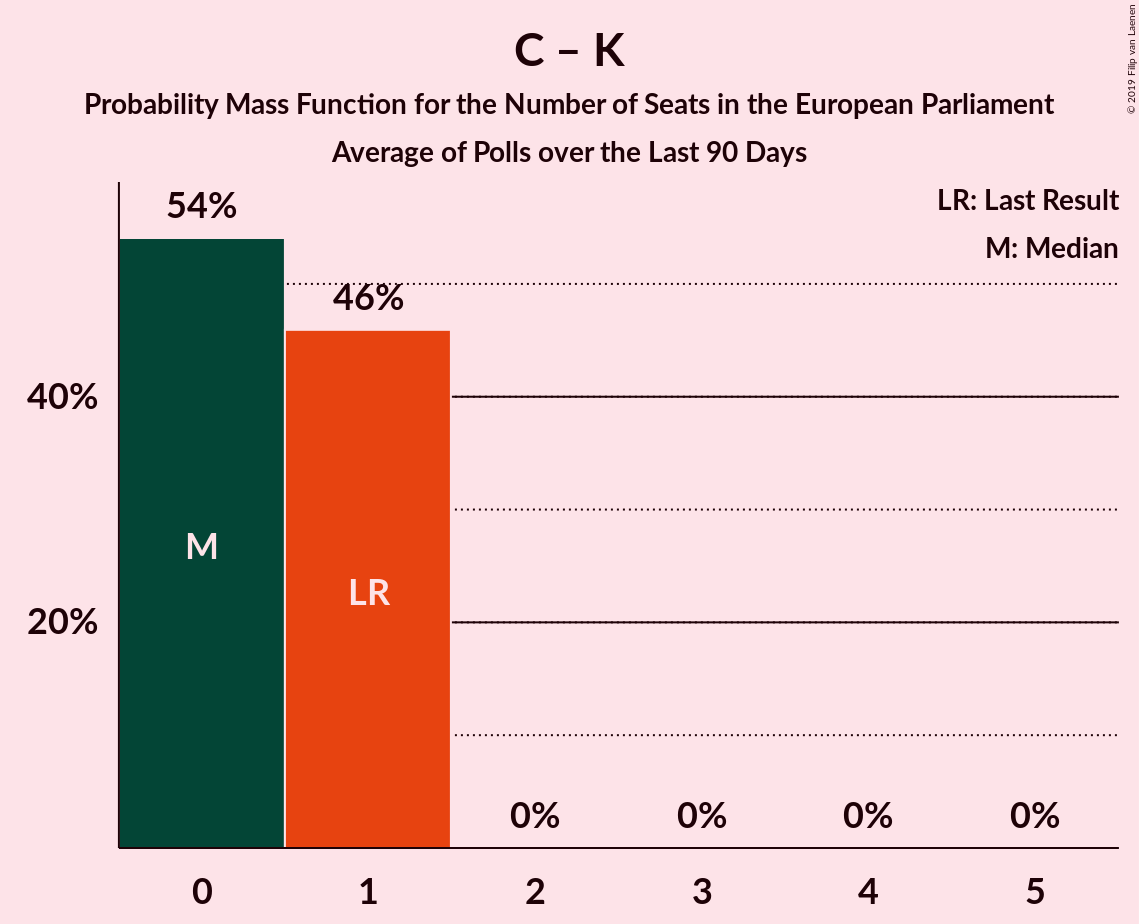 C – K
Probability Mass Function for the Number of Seats in the European Parliament
Average of Polls over the Last 90 Days
© 2019 Filip van Laenen
LR: Last Result
M: Median
54%
46%
40%
20%
M
LR
0%
0%
0%
0%
0
1
2
3
4
5